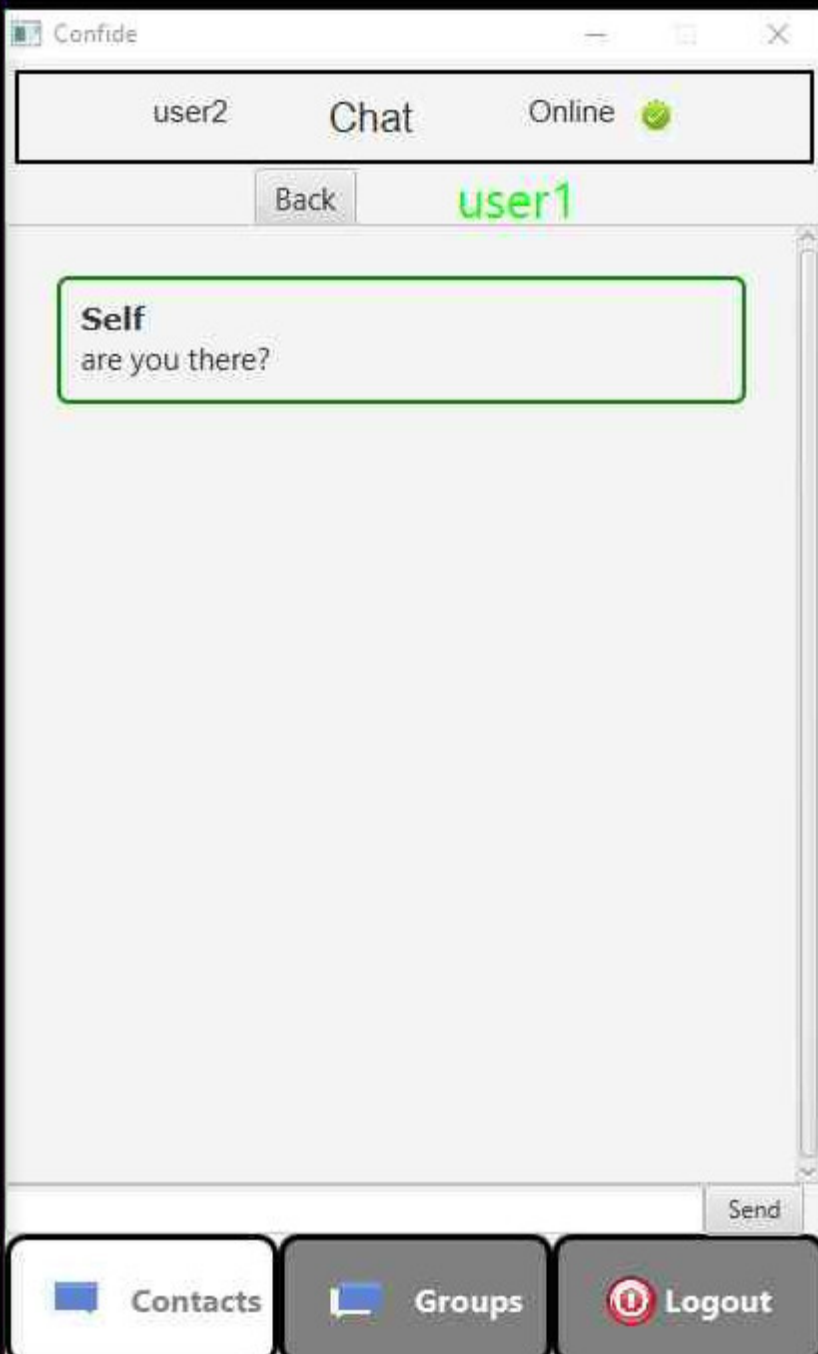 Confide
user2 Chat Online
Back user1
Self
are you there?
Send
Contacts Groups Logout